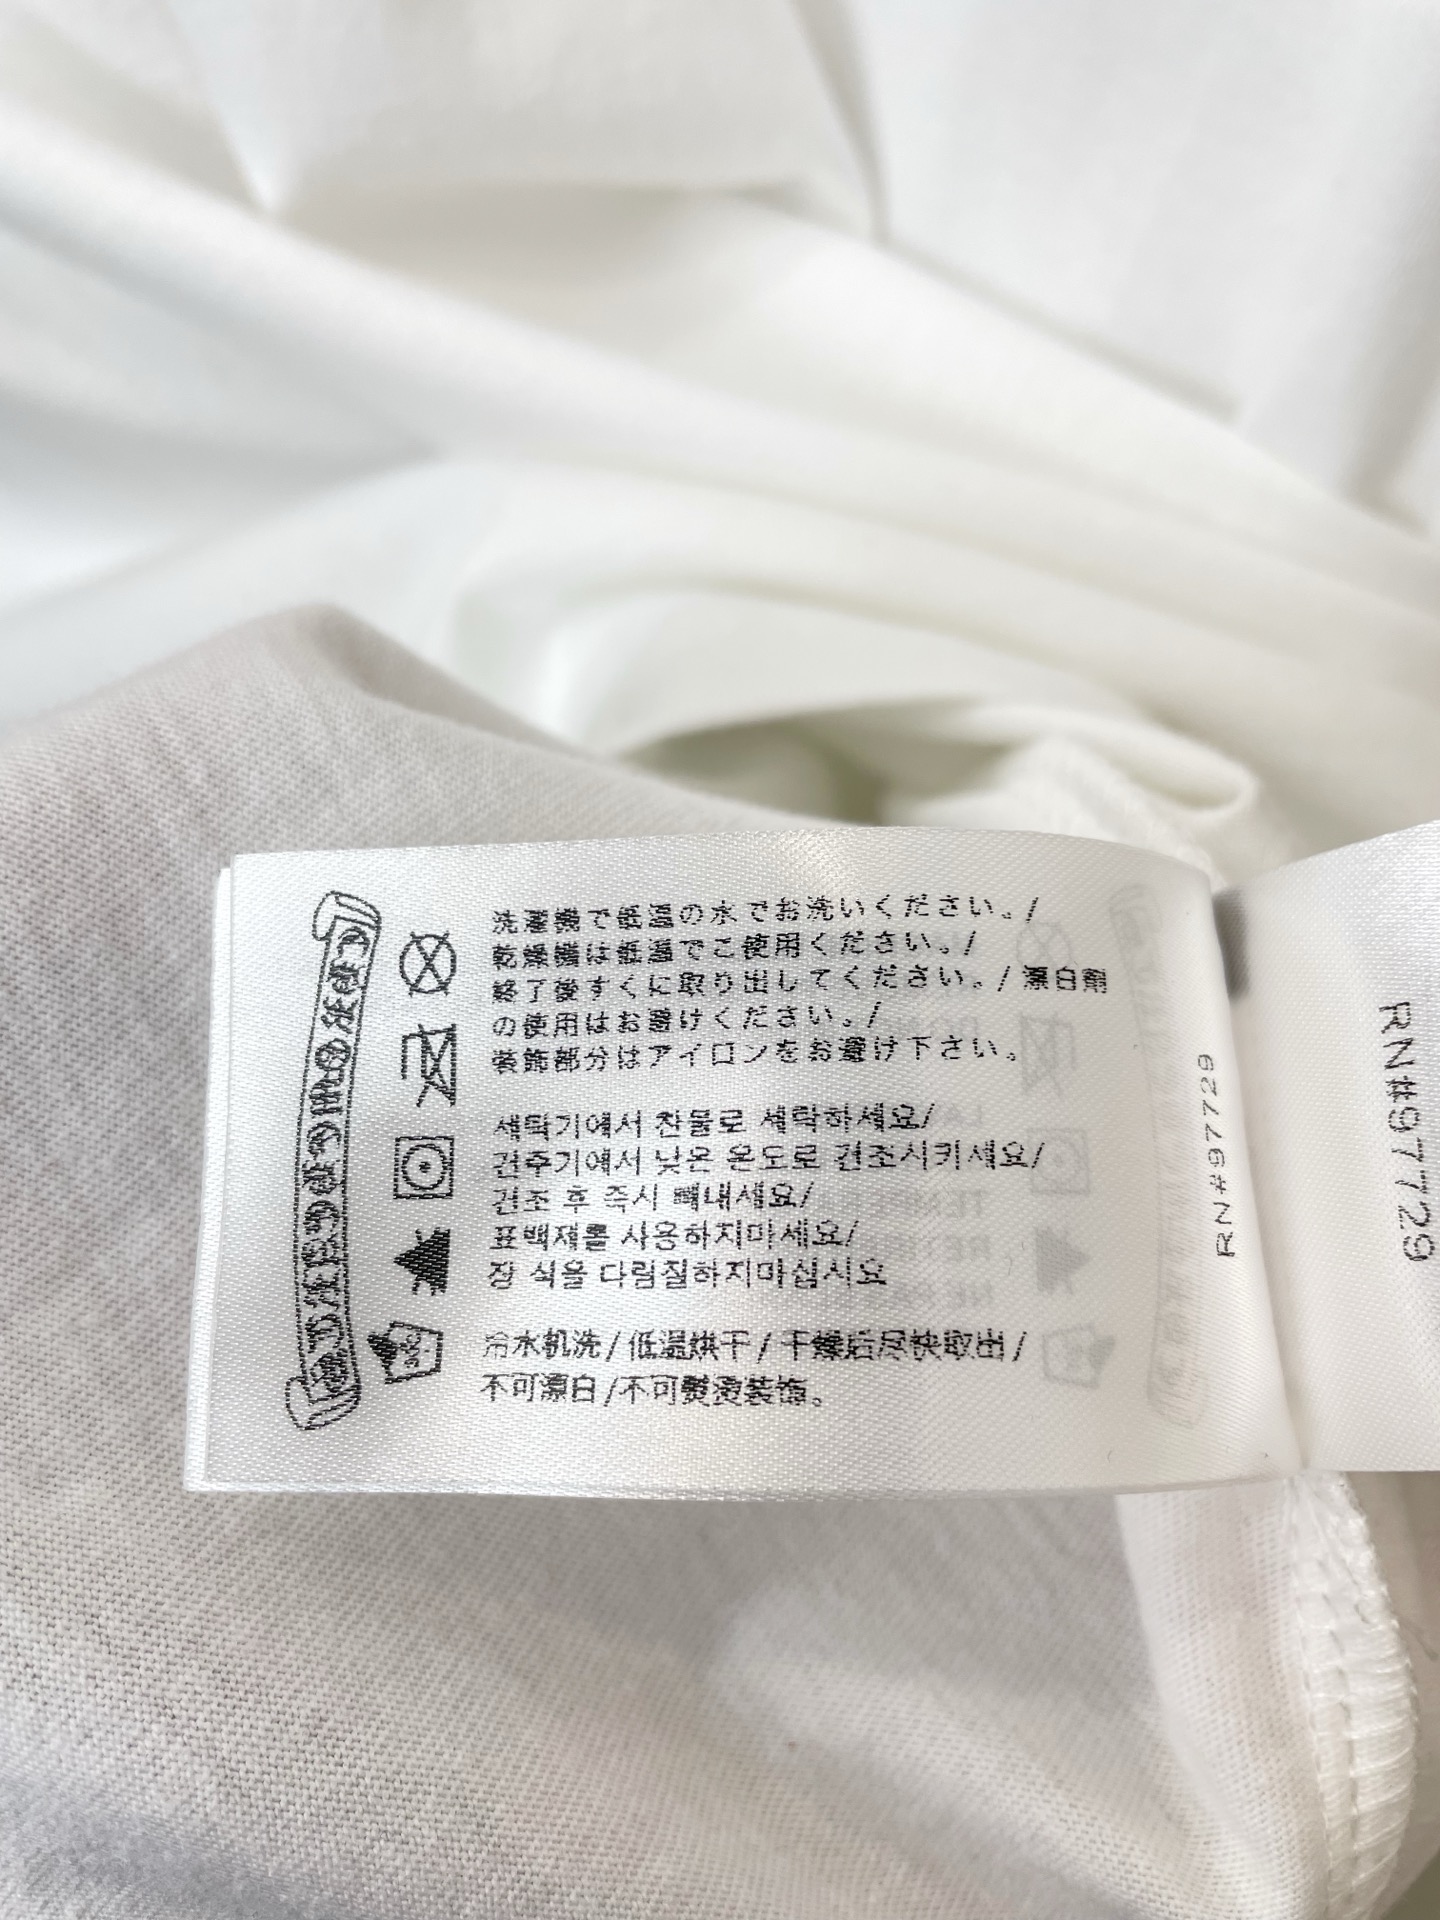 洗濯機で低温の水でお洗いください。/
乾燥機は低温でご使用ください。/
終了後すぐに取り出してください。/ 漂白剤
の使用はお避けください。/
装飾部分はアイロンをお避け下さい。
세탁기에서 찬물로 세탁하세요/
건주기에서 낮은 온도로 건조시키세요/
건조 후 즉시 빼내세요/
표백제를 사용하지마세요/
장 식을 다림질하지마십시요
冷水机洗/低温烘干/干燥后尽快取出/
不可漂白/不可熨烫装饰。
RN#97729
RN#97729